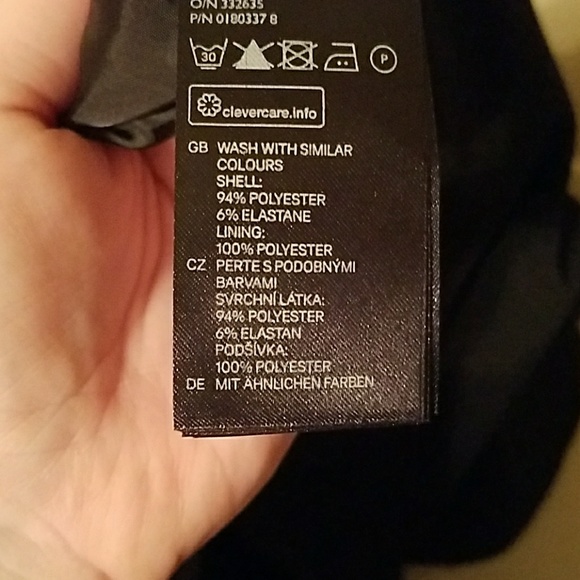 O/N 332635
P/N 0180337 8
30 P
clevercare.info
GB WASH WITH SIMILAR
COLOURS
SHELL:
94% POLYESTER
6% ELASTANE
LINING:
100% POLYESTER
CZ PERTE S PODOBNÝMI
BARVAMI
SVRCHNÍ LÁTKA:
94% POLYESTER
6% ELASTAN
PODŠÍVKA:
100% POLYESTER
DE MIT ÄHNLICHEN FARBEN